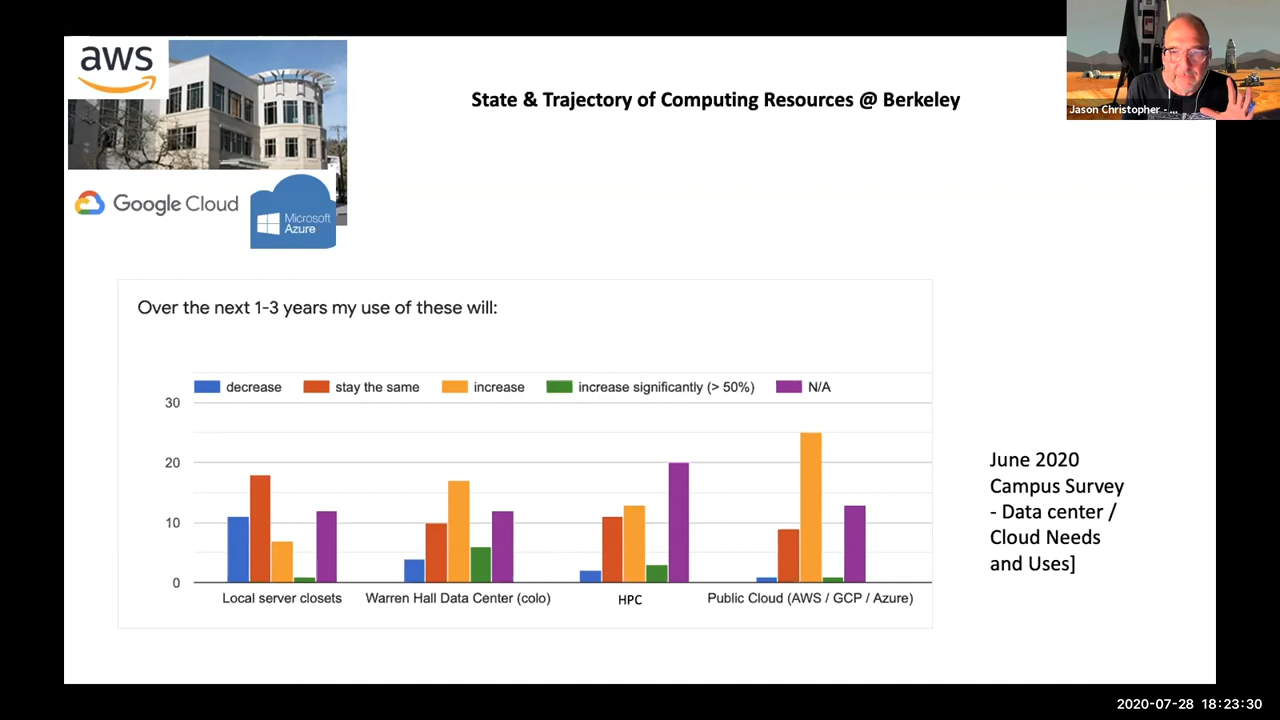 aws
State & Trajectory of Computing Resources @ Berkeley
Jason Christopher - ...
Google Cloud
Microsoft
Azure
Over the next 1-3 years my use of these will:
decrease
stay the same
increase
increase significantly (> 50%)
N/A
30
20
10
0
Local server closets
Warren Hall Data Center (colo)
HPC
Public Cloud (AWS / GCP / Azure)
June 2020
Campus Survey
- Data center /
Cloud Needs
and Uses]
2020-07-28 18:23:30